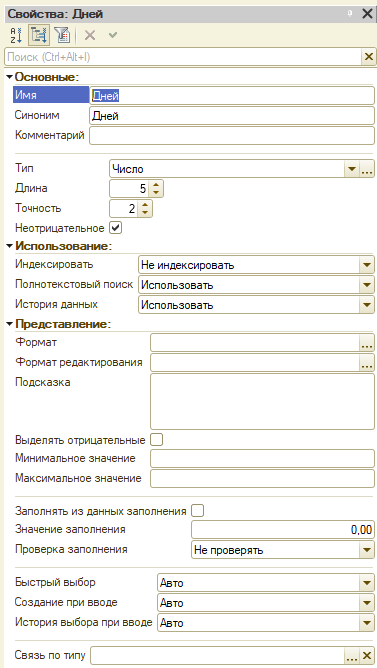 Свойства: Дней
Поиск (Ctrl+Alt+I)
Основные:
Имя Дней
Синоним Дней
Комментарий
Тип Число
Длина 5
Точность 2
Неотрицательное
Использование:
Индексировать Не индексировать
Полнотекстовый поиск Использовать
История данных Использовать
Представление:
Формат
Формат редактирования
Подсказка
Выделять отрицательные
Минимальное значение
Максимальное значение
Заполнять из данных заполнения
Значение заполнения 0,00
Проверка заполнения Не проверять
Быстрый выбор Авто
Создание при вводе Авто
История выбора при вводе Авто
Связь по типу